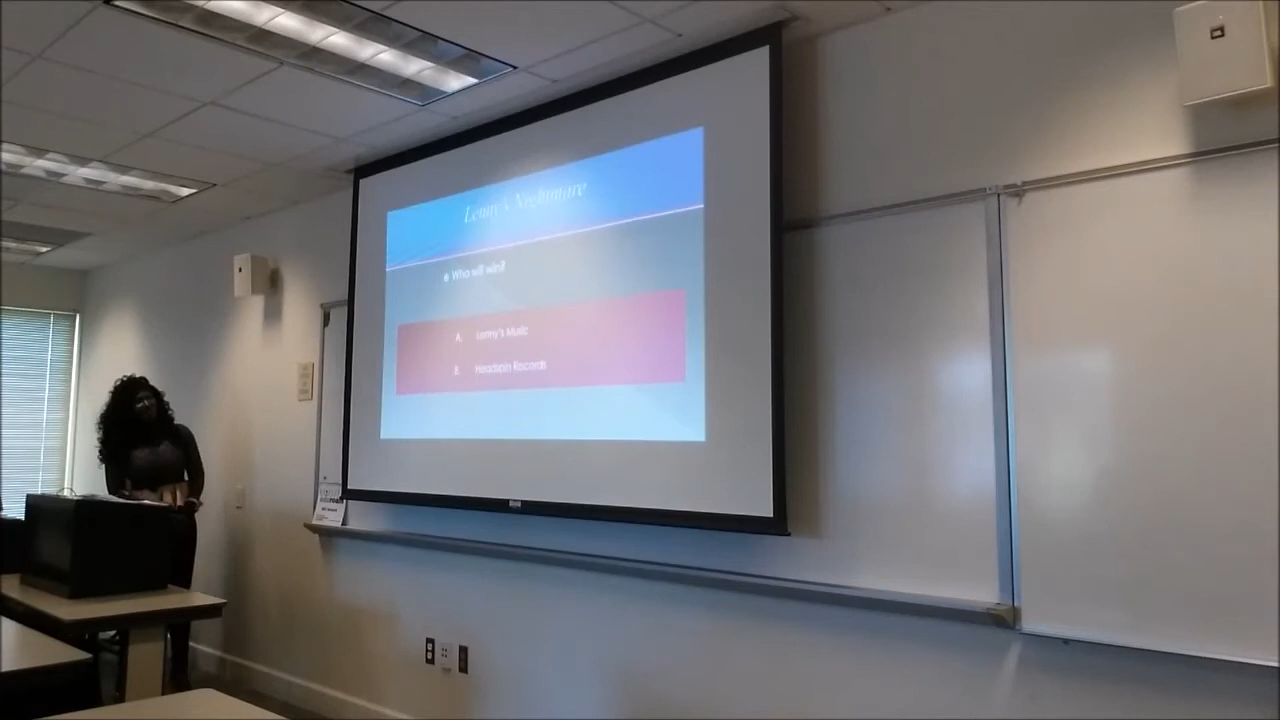 Lenny's Nightmare
Who will win?
A. Lenny's Music
B. Headspin Records